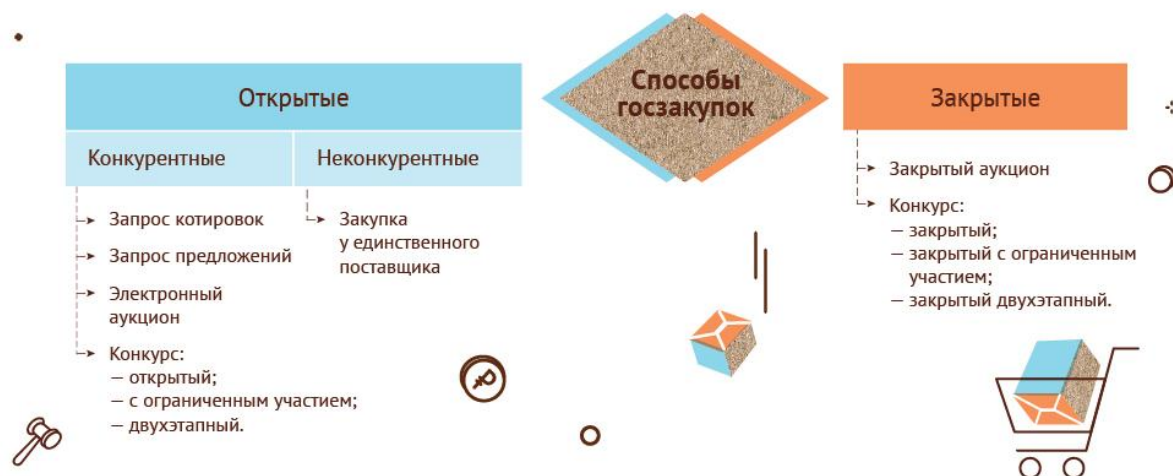 Способы
госзакупок
Открытые
Конкурентные
Неконкурентные
Запрос котировок
Запрос предложений
Электронный
аукцион
Конкурс:
— открытый;
— с ограниченным участием;
— двухэтапный.
Закупка
у единственного
поставщика
Закрытые
Закрытый аукцион
Конкурс:
— закрытый;
— закрытый с ограниченным
участием;
— закрытый двухэтапный.